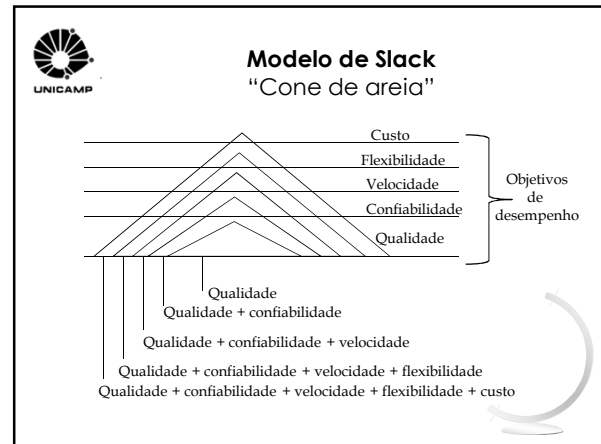 UNICAMP
Modelo de Slack
“Cone de areia”
Custo
Flexibilidade
Velocidade
Confiabilidade
Qualidade
Objetivos
de
desempenho
Qualidade
Qualidade + confiabilidade
Qualidade + confiabilidade + velocidade
Qualidade + confiabilidade + velocidade + flexibilidade
Qualidade + confiabilidade + velocidade + flexibilidade + custo